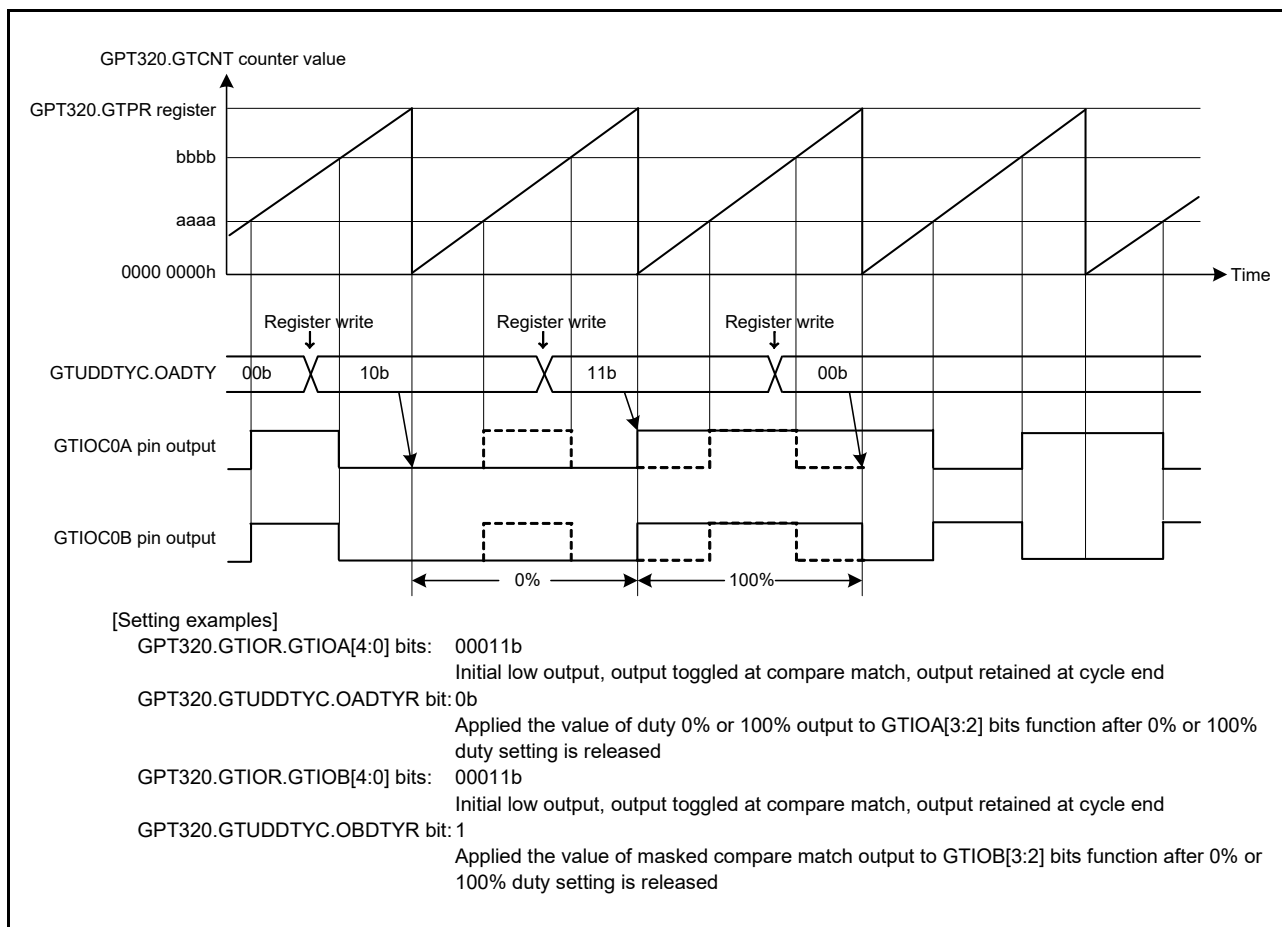 GPT320.GTCNT counter value
GPT320.GTPR register
bbbb
aaaa
0000 0000h
Time
Register write Register write Register write
GTUDDTYC.OADTY 00b 10b 11b 00b
GTIOC0A pin output
GTIOC0B pin output
0% 100%
[Setting examples]
GPT320.GTIOR.GTIOA[4:0] bits: 00011b
Initial low output, output toggled at compare match, output retained at cycle end
GPT320.GTUDDTYC.OADTYR bit: 0b
Applied the value of duty 0% or 100% output to GTIOA[3:2] bits function after 0% or 100%
duty setting is released
GPT320.GTIOR.GTIOB[4:0] bits: 00011b
Initial low output, output toggled at compare match, output retained at cycle end
GPT320.GTUDDTYC.OBDTYR bit: 1
Applied the value of masked compare match output to GTIOB[3:2] bits function after 0% or
100% duty setting is released